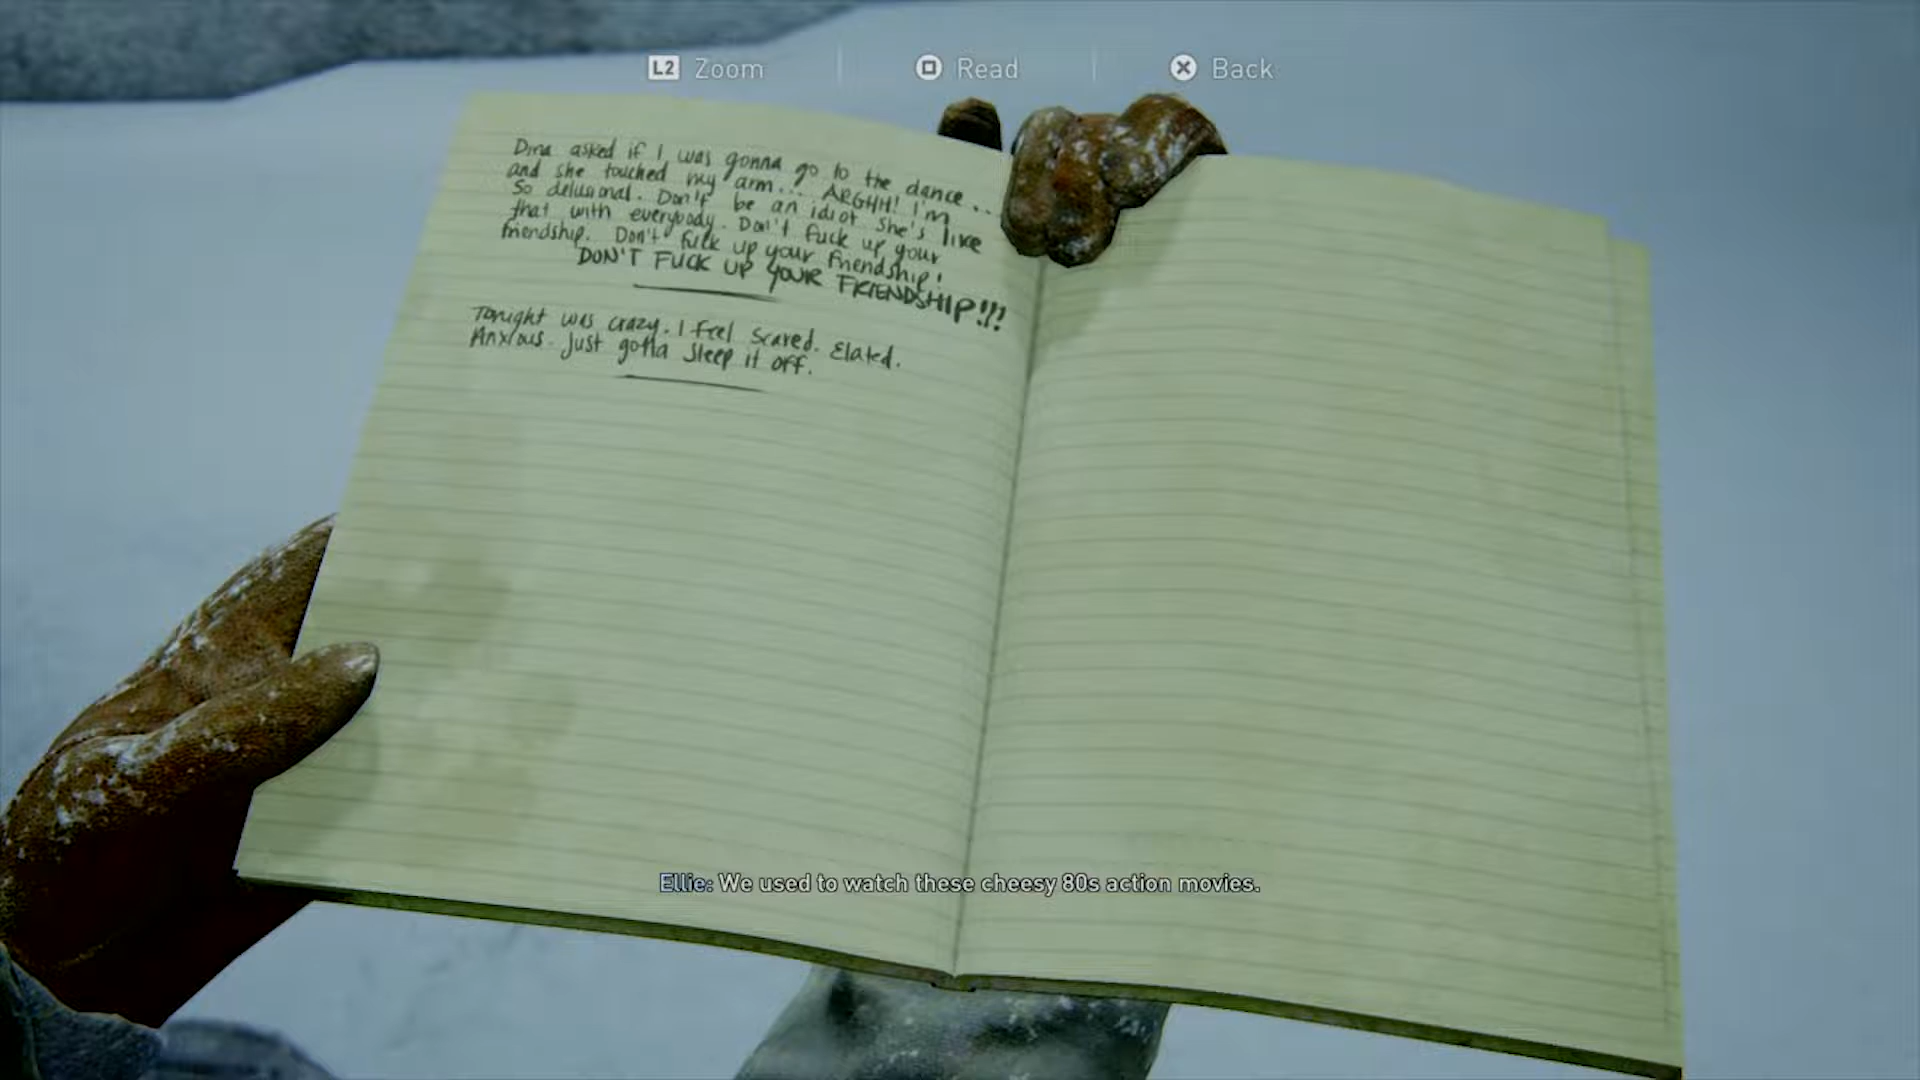 L2 Zoom Read Back
Dina asked if I was gonna go to the dance...
and she touched my arm... ARGHH! I'm
so delusional. Don't be an idiot. She's like
that with everybody. Don't fuck up your
friendship. Don't fuck up your friendship!
DON'T FUCK UP YOUR FRIENDSHIP!!!
Tonight was crazy. I feel scared. Elated.
Anxious. Just gotta sleep it off.
Ellie: We used to watch these cheesy 80s action movies.